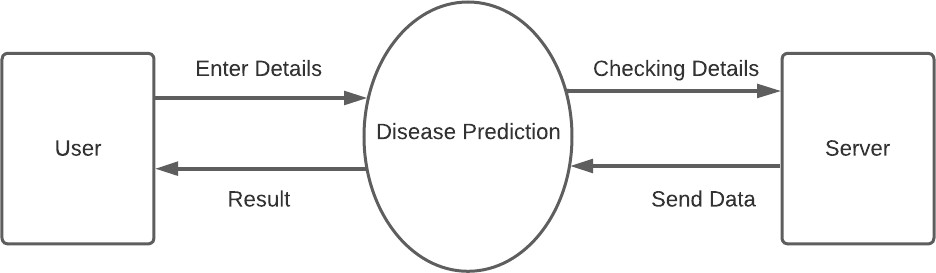 Enter Details
Checking Details
Disease Prediction
User
Server
Result
Send Data